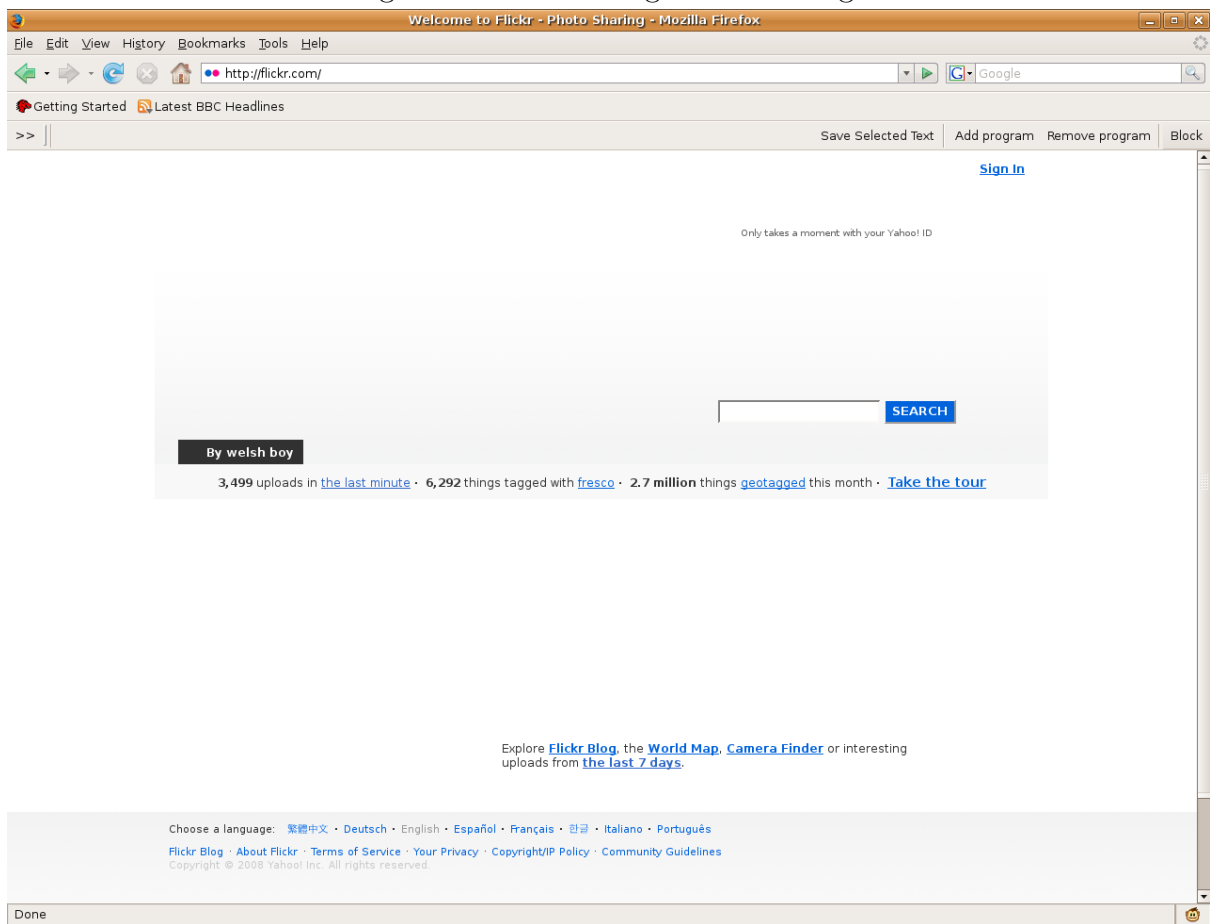 Welcome to Flickr - Photo Sharing - Mozilla Firefox
File Edit View History Bookmarks Tools Help
http://flickr.com/ G Google
Getting Started Latest BBC Headlines
>> Save Selected Text Add program Remove program Block
Sign In
Only takes a moment with your Yahoo! ID
SEARCH
By welsh boy
3,499 uploads in the last minute · 6,292 things tagged with fresco · 2.7 million things geotagged this month · Take the tour
Explore Flickr Blog, the World Map, Camera Finder or interesting
uploads from the last 7 days.
Choose a language: 繁體中文 · Deutsch · English · Español · Français · 한글 · Italiano · Português
Flickr Blog · About Flickr · Terms of Service · Your Privacy · Copyright/IP Policy · Community Guidelines
Copyright © 2008 Yahoo! Inc. All rights reserved.
Done